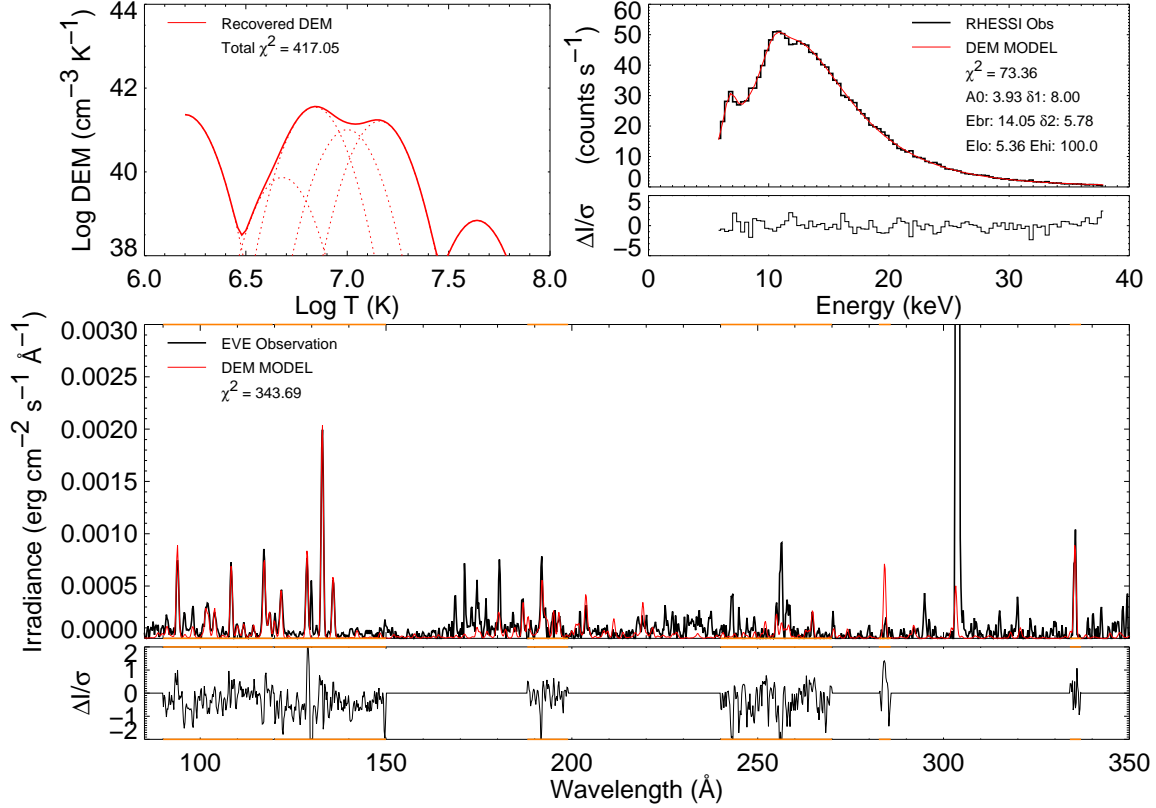 Log DEM (cm−3 K−1)
44
43
42
41
40
39
38
Recovered DEM
Total χ2 = 417.05
6.0 6.5 7.0 7.5 8.0
Log T (K)
(counts s−1)
60
50
40
30
20
10
0
RHESSI Obs
DEM MODEL
χ2 = 73.36
A0: 3.93 δ1: 8.00
Ebr: 14.05 δ2: 5.78
Elo: 5.36 Ehi: 100.0
ΔI/σ
5
0
−5
0 10 20 30 40
Energy (keV)
Irradiance (erg cm−2 s−1 Å−1)
0.0030
0.0025
0.0020
0.0015
0.0010
0.0005
0.0000
EVE Observation
DEM MODEL
χ2 = 343.69
ΔI/σ
2
1
0
−1
−2
100 150 200 250 300 350
Wavelength (Å)